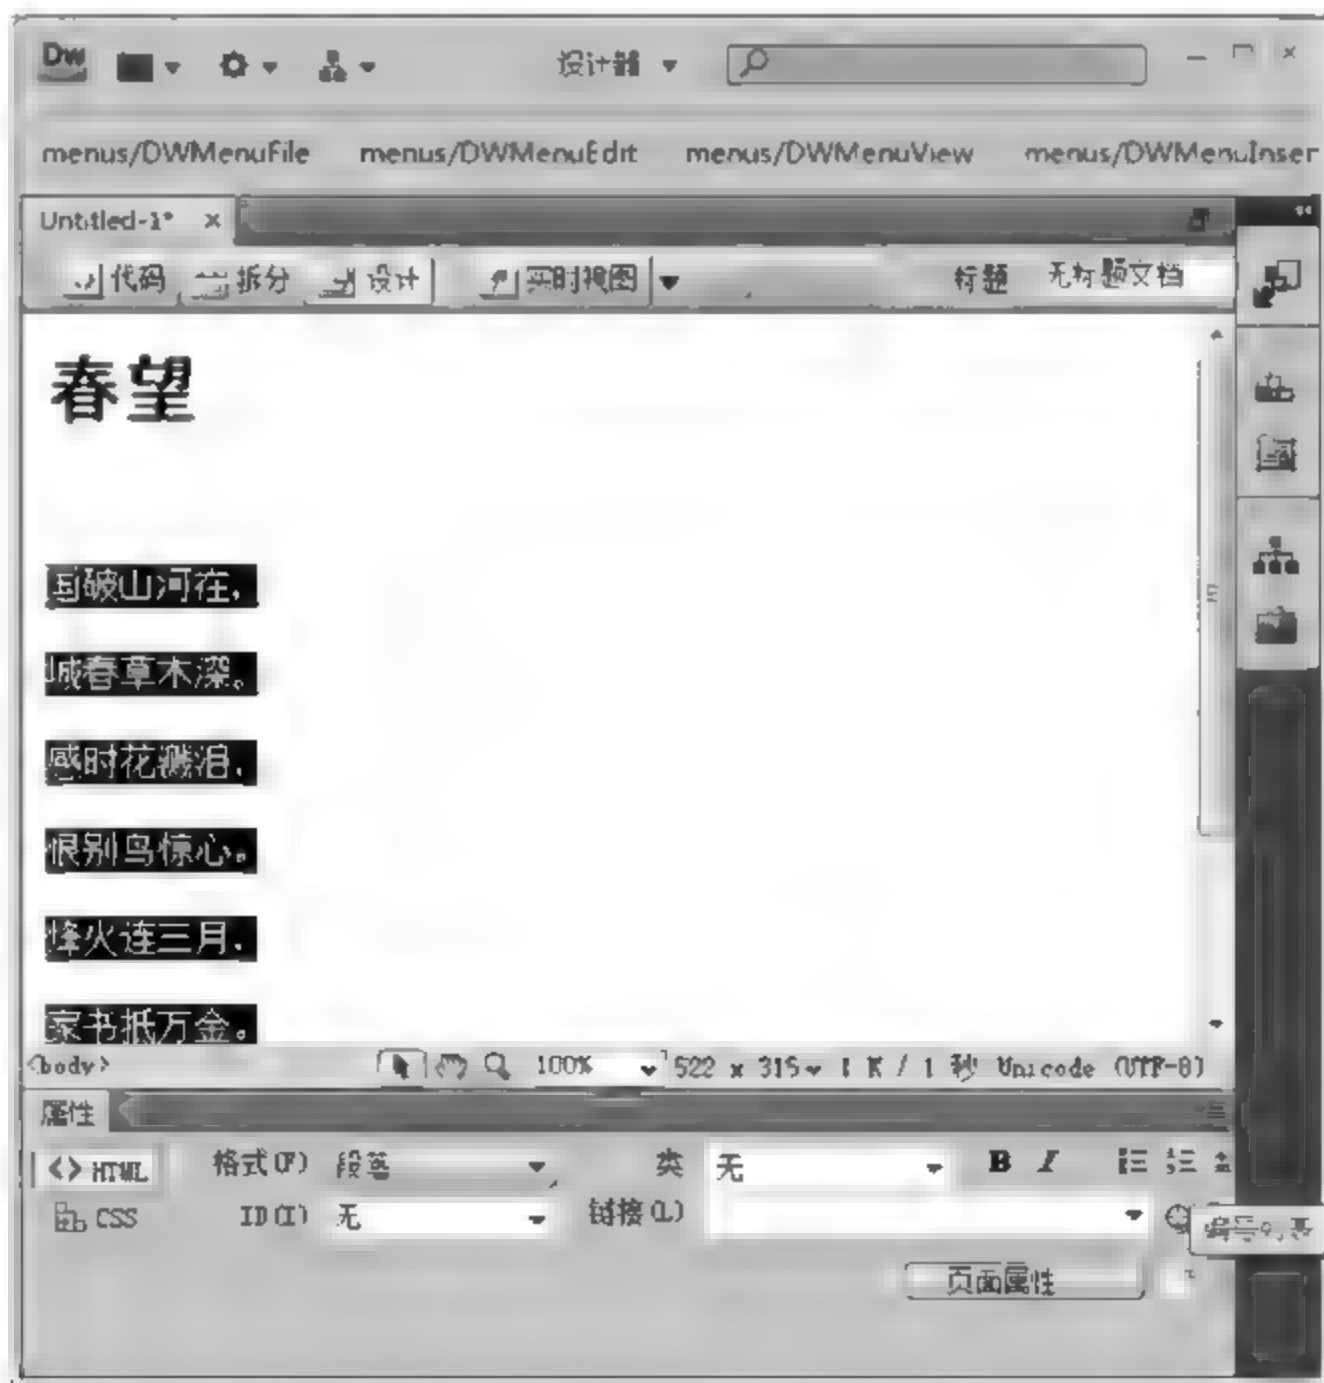 Dw 设计器
menus/DWMenuFile menus/DWMenuEdit menus/DWMenuView menus/DWMenuInser
Untitled-1* ×
代码 拆分 设计 实时视图 标题 无标题文档
春望
国破山河在,
城春草木深。
感时花溅泪,
恨别鸟惊心。
烽火连三月,
家书抵万金。
<body> 100% 522 x 315 1 K / 1 秒 Unicode (UTF-8)
属性
<> HTML 格式(F) 段落 类 无 B I
CSS ID(I) 无 链接(L)
编号列表
页面属性